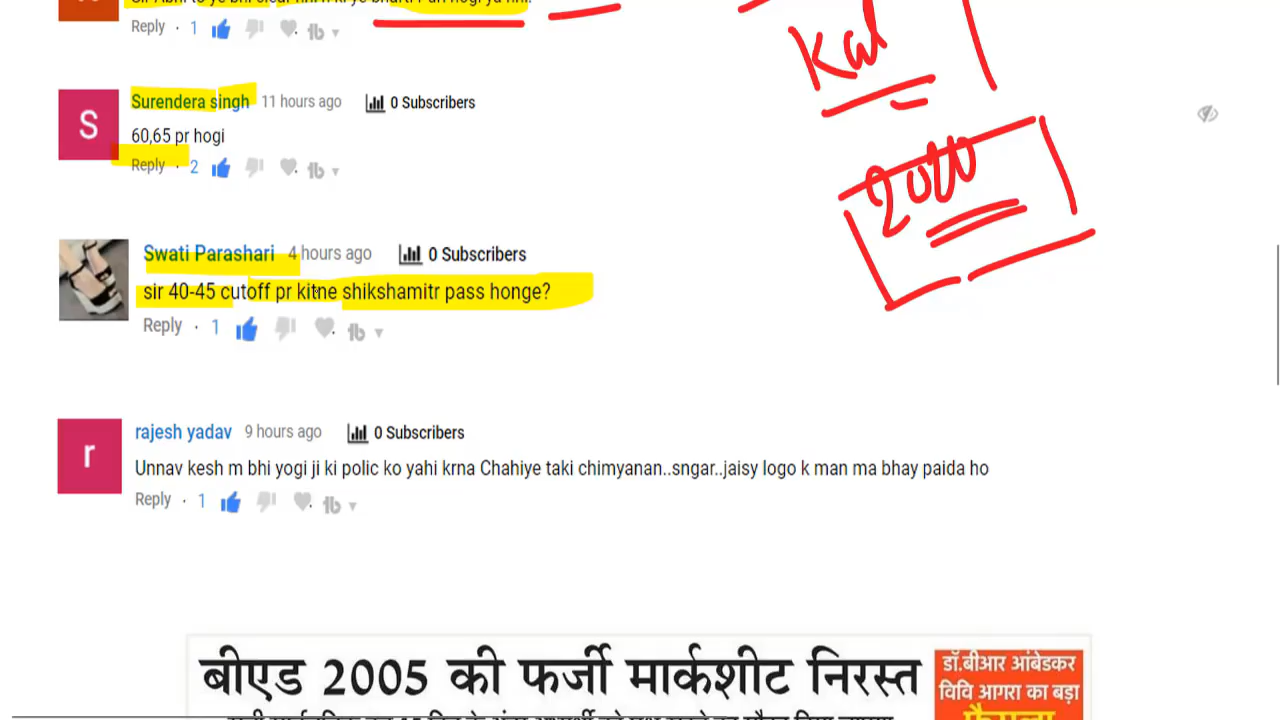 Reply · 1
Kal
Surendera singh 11 hours ago 0 Subscribers
60,65 pr hogi
Reply 2
2000
Swati Parashari 4 hours ago 0 Subscribers
sir 40-45 cutoff pr kitne shikshamitr pass honge?
Reply · 1
r
rajesh yadav 9 hours ago 0 Subscribers
Unnav kesh m bhi yogi ji ki polic ko yahi krna Chahiye taki chimyanan..sngar..jaisy logo k man ma bhay paida ho
Reply · 1
S
बीएड 2005 की फर्जी मार्कशीट निरस्त
डॉ.बीआर आंबेडकर
विवि आगरा का बड़ा